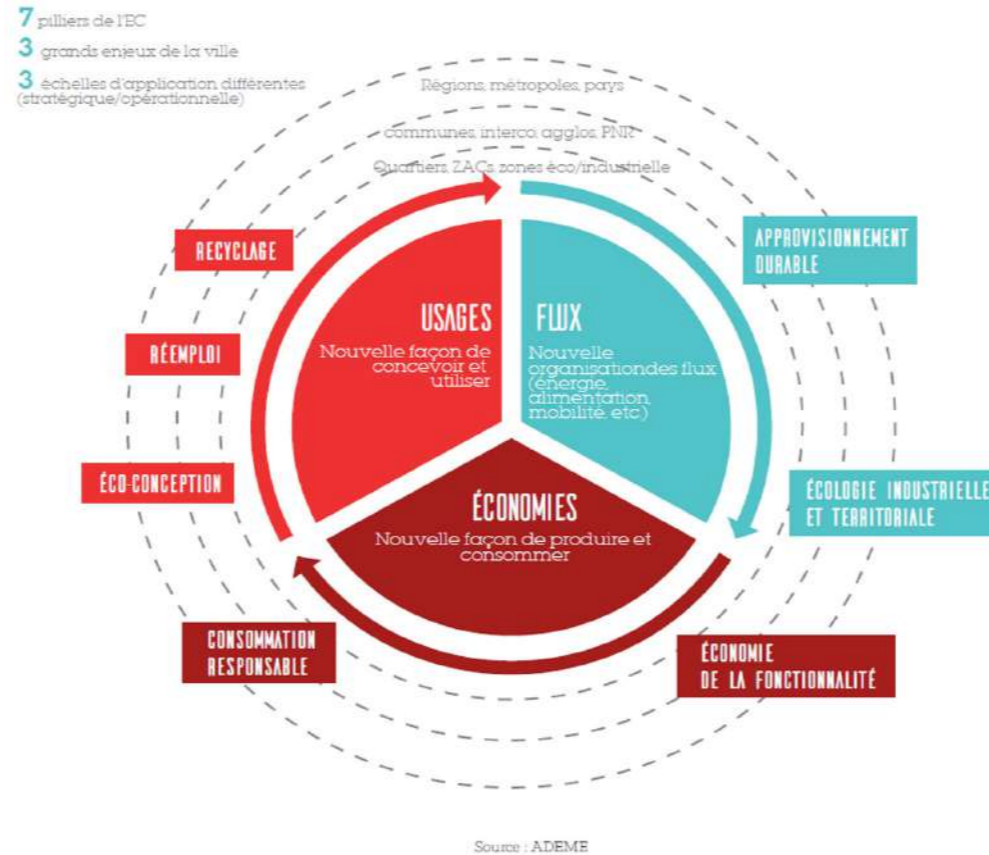 7 pilliers de l'EC
3 grands enjeux de la ville
3 échelles d'application différentes
(stratégique/opérationnelle)
Régions, métropoles, pays
communes, interco, agglos, PNR
Quartiers, ZACs, zones éco/industrielle
RECYCLAGE
APPROVISIONNEMENT
DURABLE
USAGES
Nouvelle façon de
concevoir et
utiliser
FLUX
Nouvelle
organisationdes flux
(énergie,
alimentation,
mobilité, etc.)
RÉEMPLOI
ÉCO-CONCEPTION
ÉCOLOGIE INDUSTRIELLE
ET TERRITORIALE
ÉCONOMIES
Nouvelle façon de produire et
consommer
CONSOMMATION
RESPONSABLE
ÉCONOMIE
DE LA FONCTIONNALITÉ
Source : ADEME